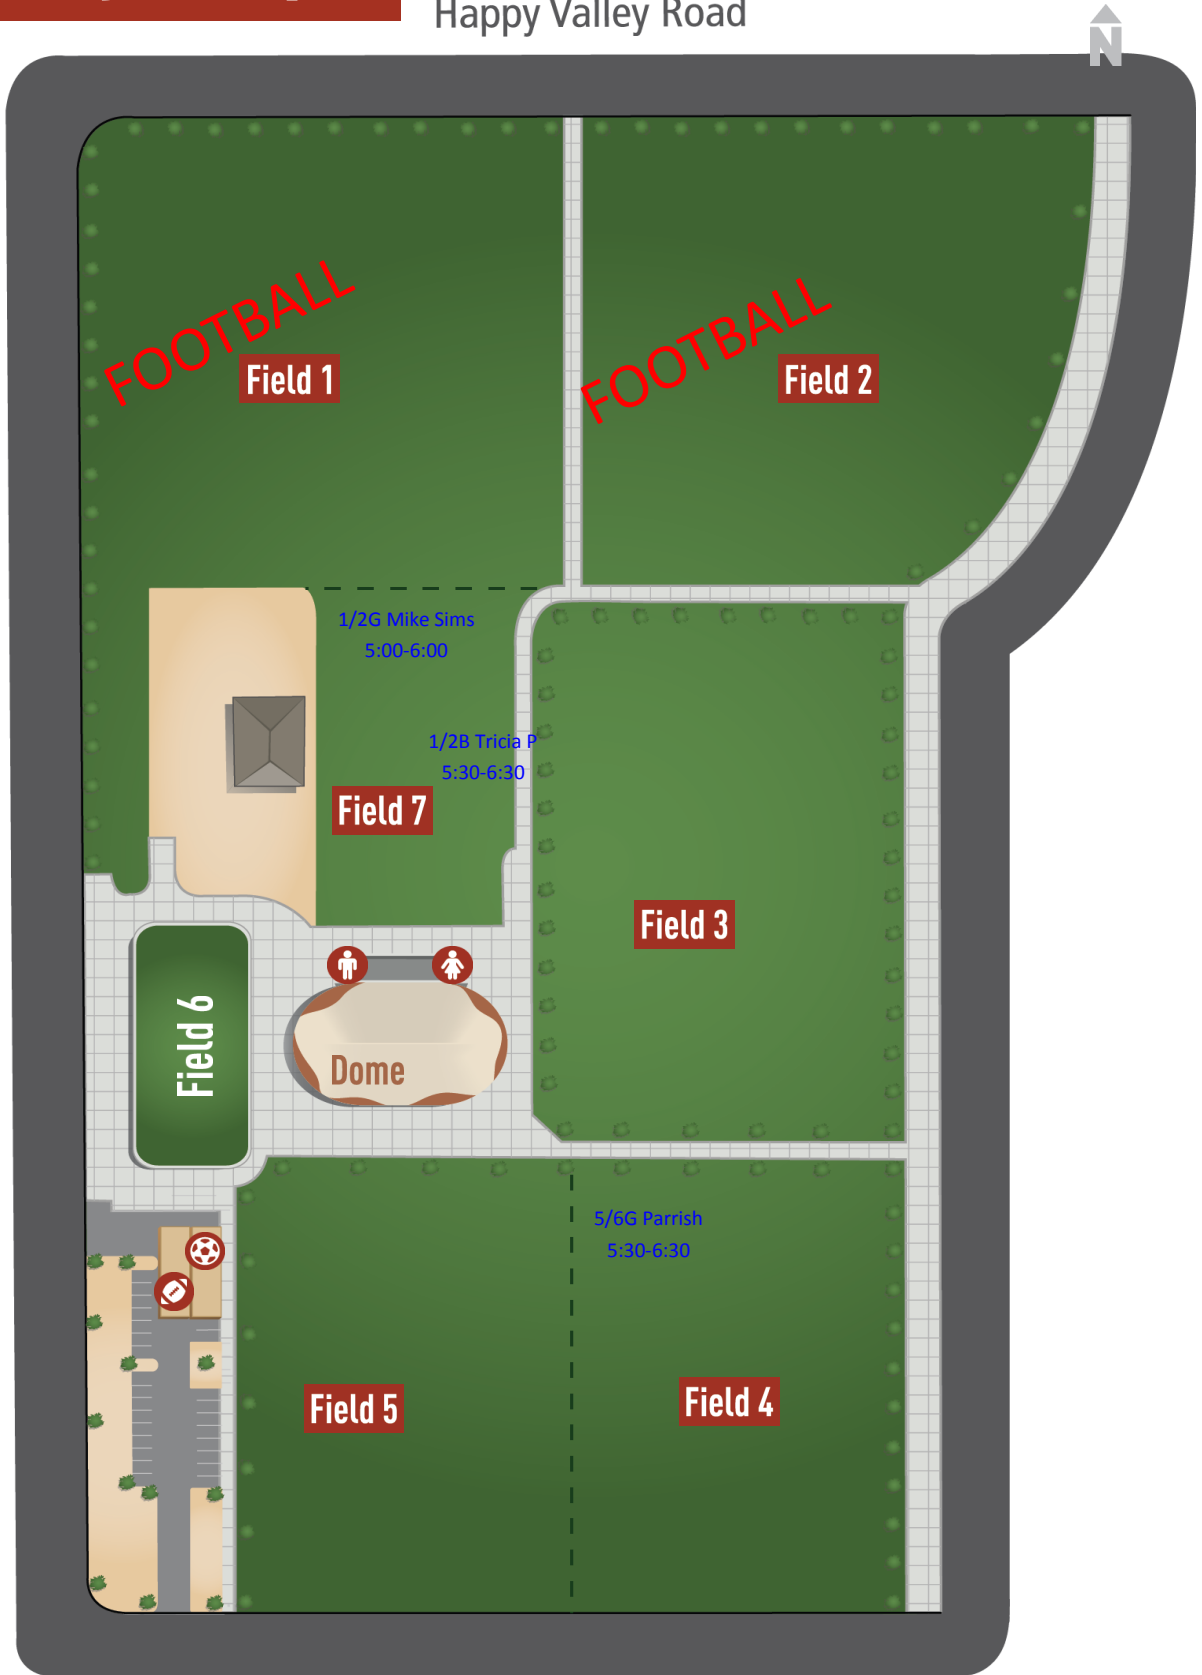 Happy Valley Road
N
FOOTBALL
FOOTBALL
Field 1
Field 2
1/2G Mike Sims
5:00-6:00
1/2B Tricia P
5:30-6:30
Field 7
Field 3
Field 6
Dome
5/6G Parrish
5:30-6:30
Field 5
Field 4